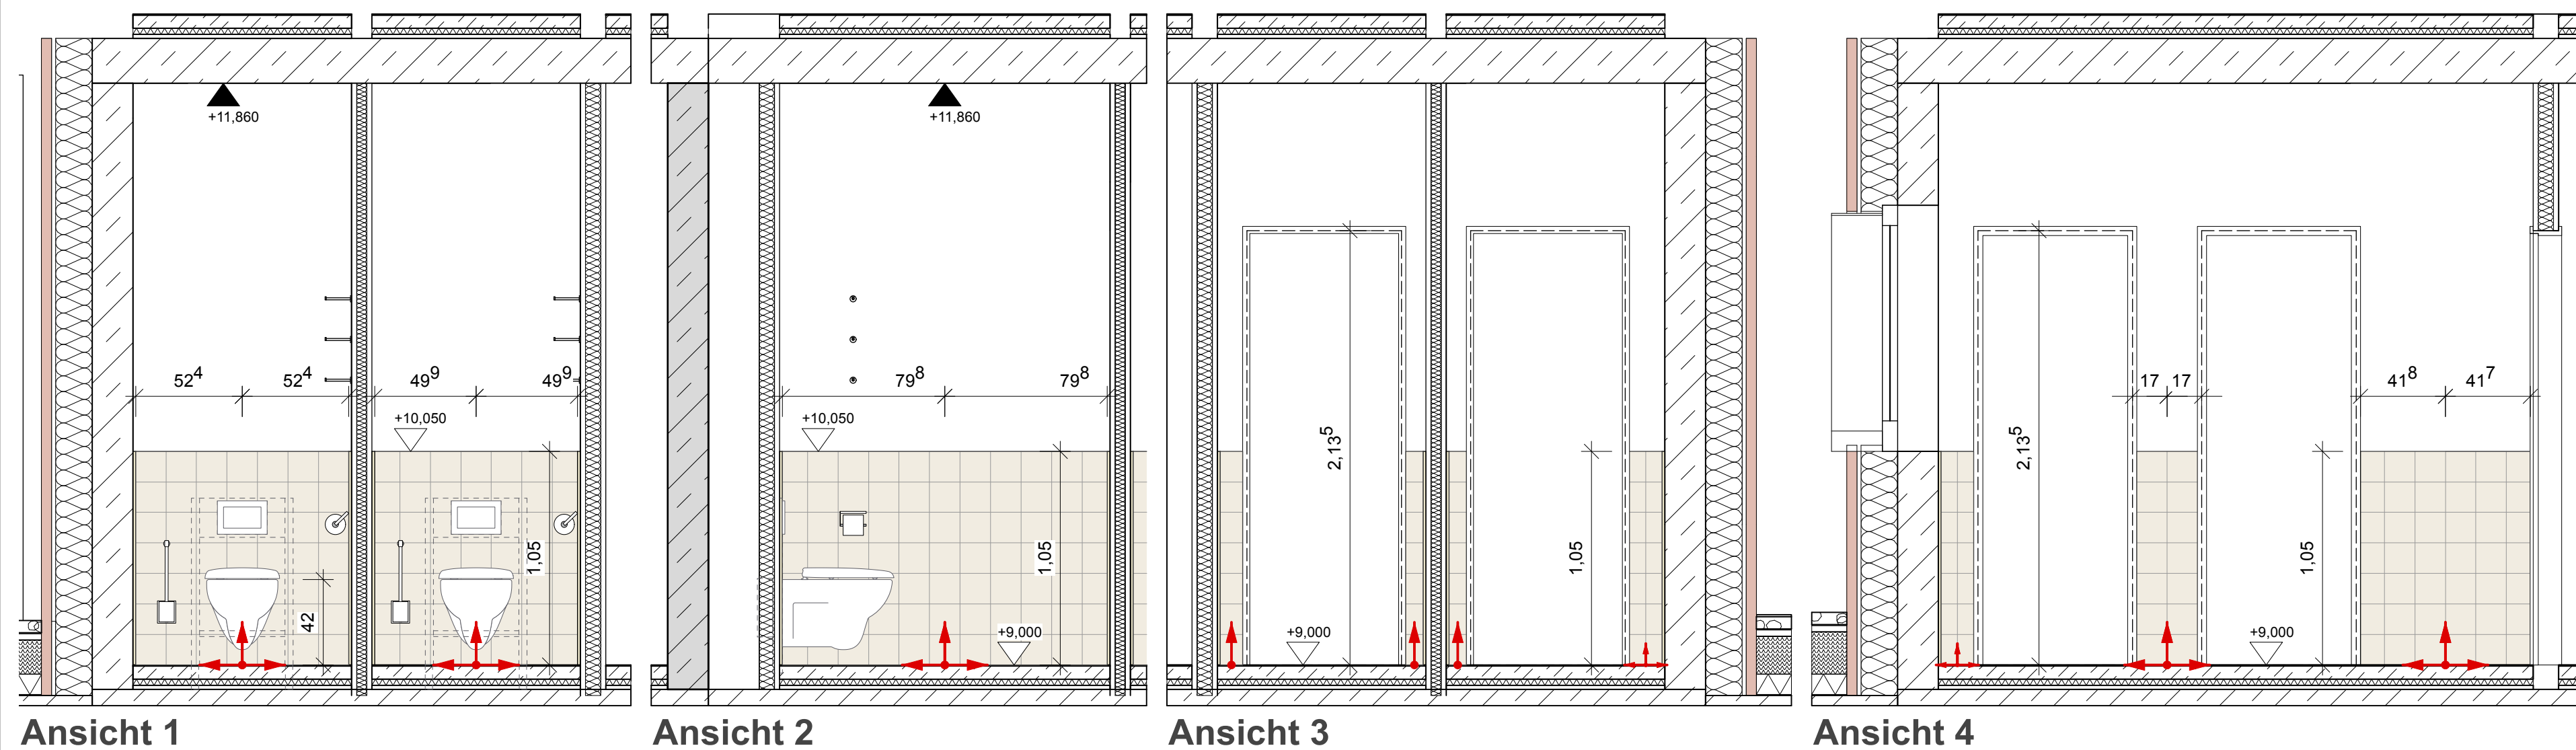 +11,860
52⁴ 52⁴ 49⁹ 49⁹
+10,050
1,05
42
Ansicht 1
+11,860
79⁸ 79⁸
+10,050
1,05
+9,000
Ansicht 2
2,13⁵
1,05
+9,000
Ansicht 3
17 17 41⁸ 41⁷
2,13⁵
1,05
+9,000
Ansicht 4